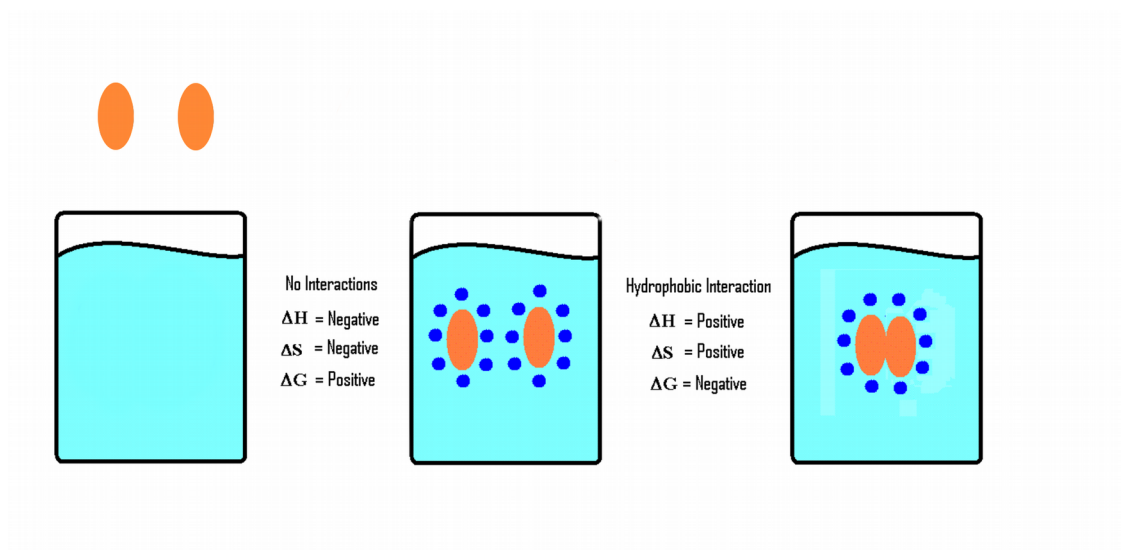 No Interactions
ΔH = Negative
ΔS = Negative
ΔG = Positive
Hydrophobic Interaction
ΔH = Positive
ΔS = Positive
ΔG = Negative